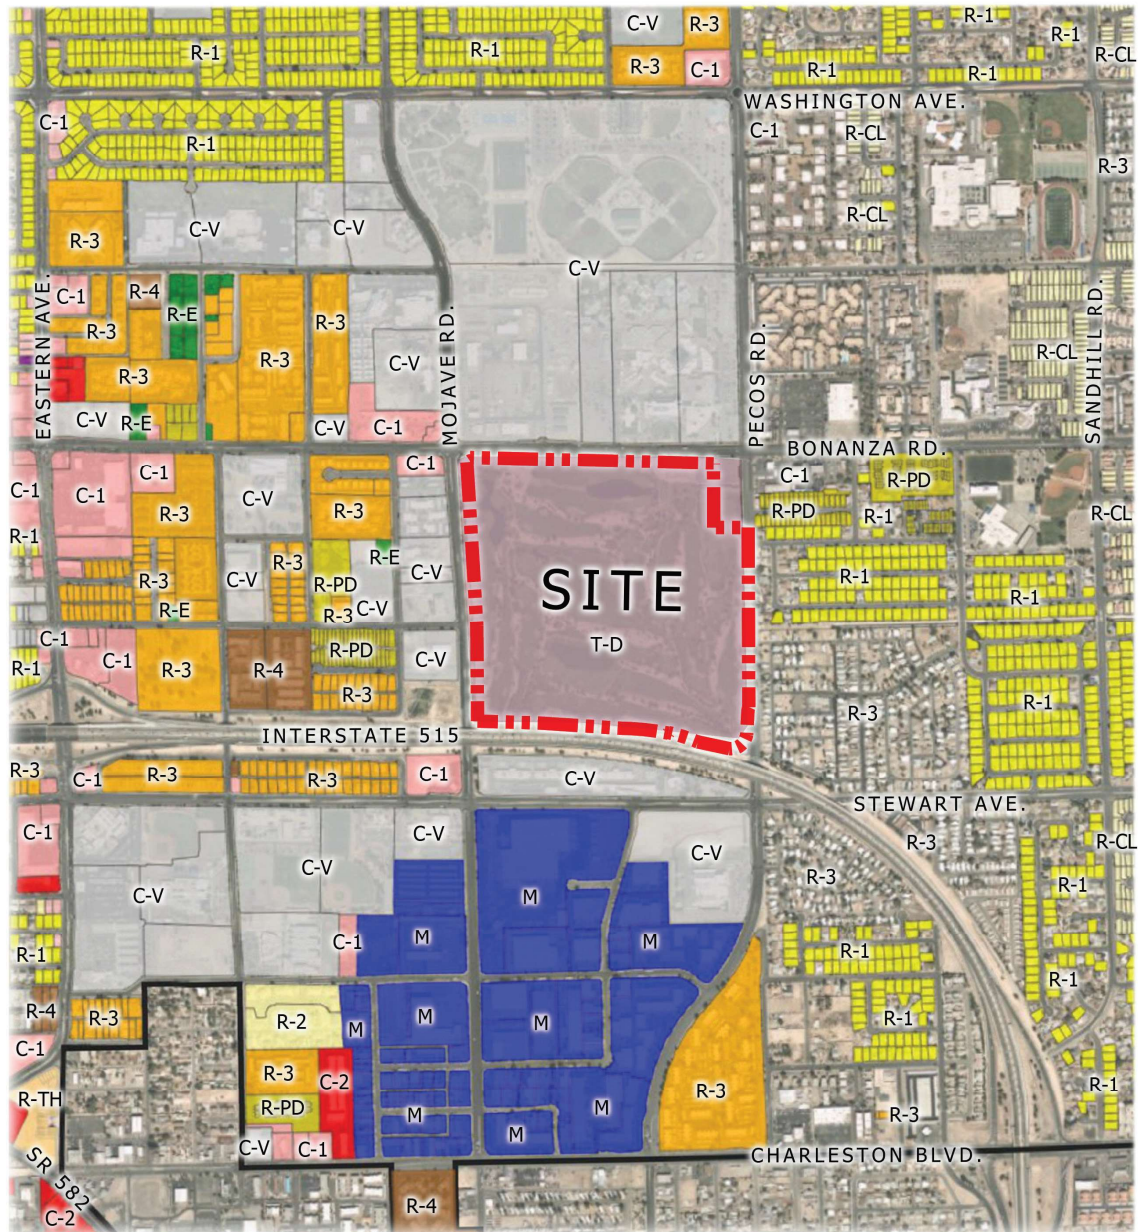 C-V
R-3
R-1
R-1
R-1
R-1
R-1
R-3
C-1
R-1
R-1
R-CL
WASHINGTON AVE.
C-1
C-1
R-CL
R-1
R-3
R-CL
C-V
C-V
R-3
C-V
C-1
R-4
R-E
R-3
R-3
R-3
C-V
R-CL
R-3
EASTERN AVE.
MOJAVE RD.
PECOS RD.
SANDHILL RD.
C-V
R-E
C-V
C-1
BONANZA RD.
C-1
C-1
C-1
C-1
C-V
R-3
R-3
C-1
R-PD
R-PD
R-1
R-CL
R-1
R-3
C-V
R-3
R-PD
R-E
C-V
R-E
R-3
C-V
SITE
T-D
R-1
R-1
C-1
R-1
C-1
R-3
R-4
R-PD
R-3
C-V
R-3
R-1
INTERSTATE 515
R-3
C-1
R-3
R-3
C-1
C-V
STEWART AVE.
C-1
C-V
C-V
C-V
C-V
R-3
R-CL
R-3
R-1
M
M
M
C-1
R-1
R-1
R-1
R-4
R-3
R-2
M
M
M
R-1
C-1
R-3
C-2
R-TH
R-PD
M
M
R-3
R-3
R-1
C-V
C-1
M
CHARLESTON BLVD.
SR 582
C-2
R-4